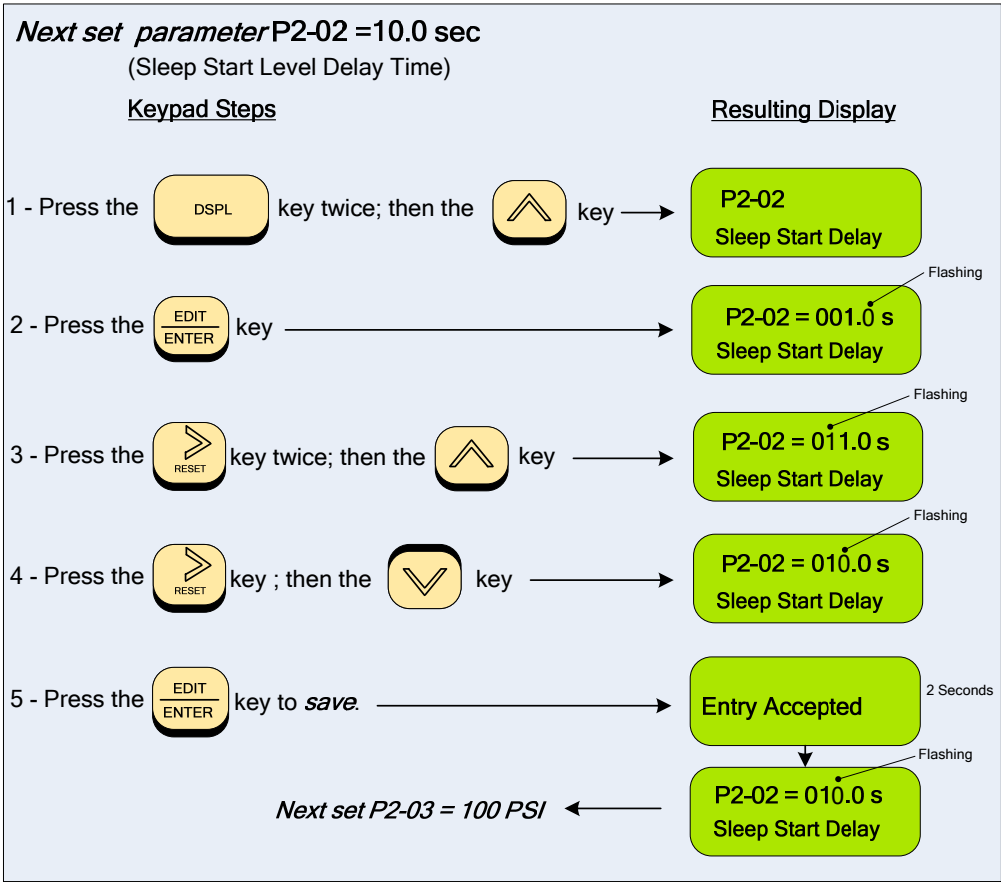 Next set parameter P2-02 =10.0 sec
(Sleep Start Level Delay Time)
Keypad Steps
Resulting Display
1 - Press the DSPL key twice; then the key
P2-02
Sleep Start Delay
2 - Press the EDIT ENTER key
Flashing
P2-02 = 001.0 s
Sleep Start Delay
3 - Press the RESET key twice; then the key
Flashing
P2-02 = 011.0 s
Sleep Start Delay
4 - Press the RESET key ; then the key
Flashing
P2-02 = 010.0 s
Sleep Start Delay
5 - Press the EDIT ENTER key to save.
Entry Accepted
2 Seconds
Flashing
P2-02 = 010.0 s
Sleep Start Delay
Next set P2-03 = 100 PSI